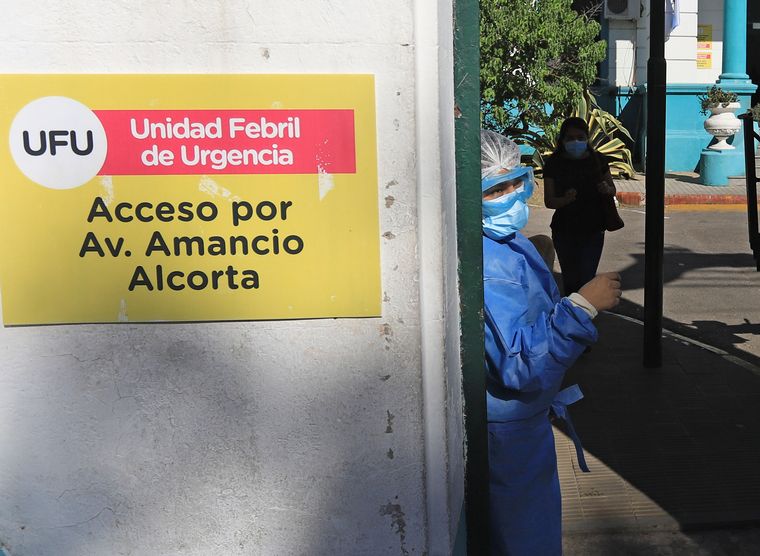 UFU
Unidad Febril
de Urgencia
Acceso por
Av. Amancio
Alcorta